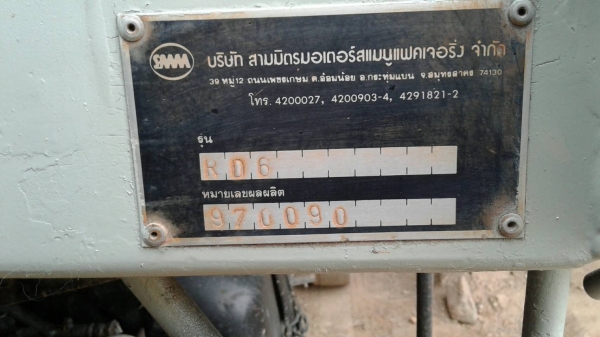 SMM
บริษัท สามมิตรมอเตอร์สแมนูแฟคเจอริ่ง จำกัด
39 หมู่12 ถนนเพชรเกษม ต.อ้อมน้อย อ.กระทุ่มแบน จ.สมุทรสาคร 74130
โทร. 4200027, 4200903-4, 4291821-2
รุ่น
RD6
หมายเลขผลผลิต
970090